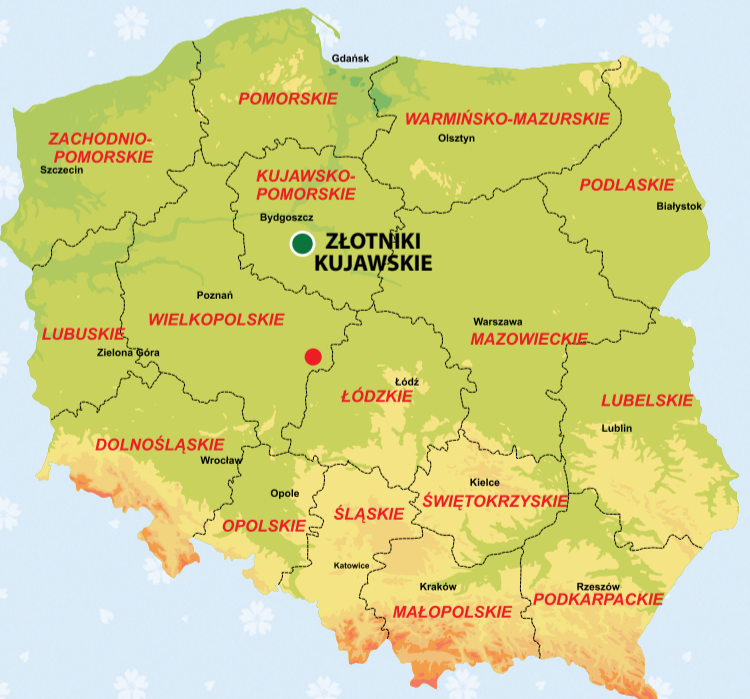 Gdańsk
POMORSKIE
WARMIŃSKO-MAZURSKIE
Olsztyn
ZACHODNIO-
POMORSKIE
Szczecin
KUJAWSKO-
POMORSKIE
Bydgoszcz
PODLASKIE
Białystok
ZŁOTNIKI
KUJAWSKIE
Poznań
WIELKOPOLSKIE
LUBUSKIE
Zielona Góra
Warszawa
MAZOWIECKIE
Łódź
ŁÓDZKIE
LUBELSKIE
Lublin
DOLNOŚLĄSKIE
Wrocław
Opole
OPOLSKIE
ŚLĄSKIE
Katowice
Kielce
ŚWIĘTOKRZYSKIE
Kraków
MAŁOPOLSKIE
Rzeszów
PODKARPACKIE